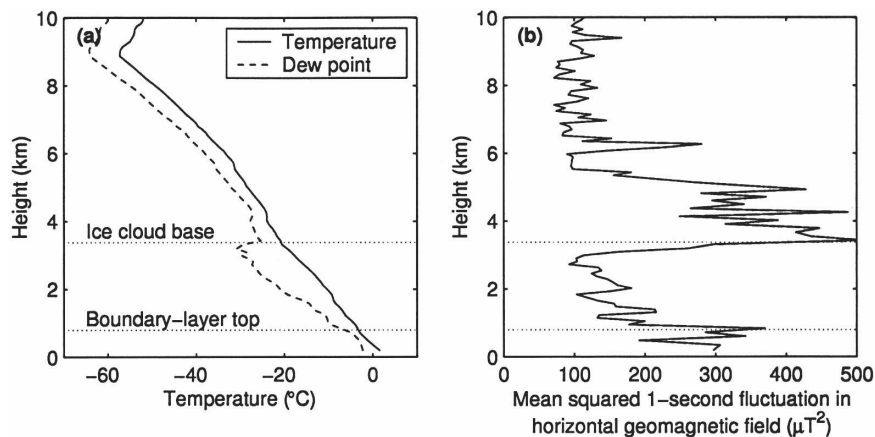 (a)
Temperature
Dew point
Ice cloud base
Boundary–layer top
10
8
6
4
2
0
Height (km)
−60 −40 −20 0
Temperature (°C)
(b)
10
8
6
4
2
0
Height (km)
0 100 200 300 400 500
Mean squared 1–second fluctuation in
horizontal geomagnetic field (μT²)